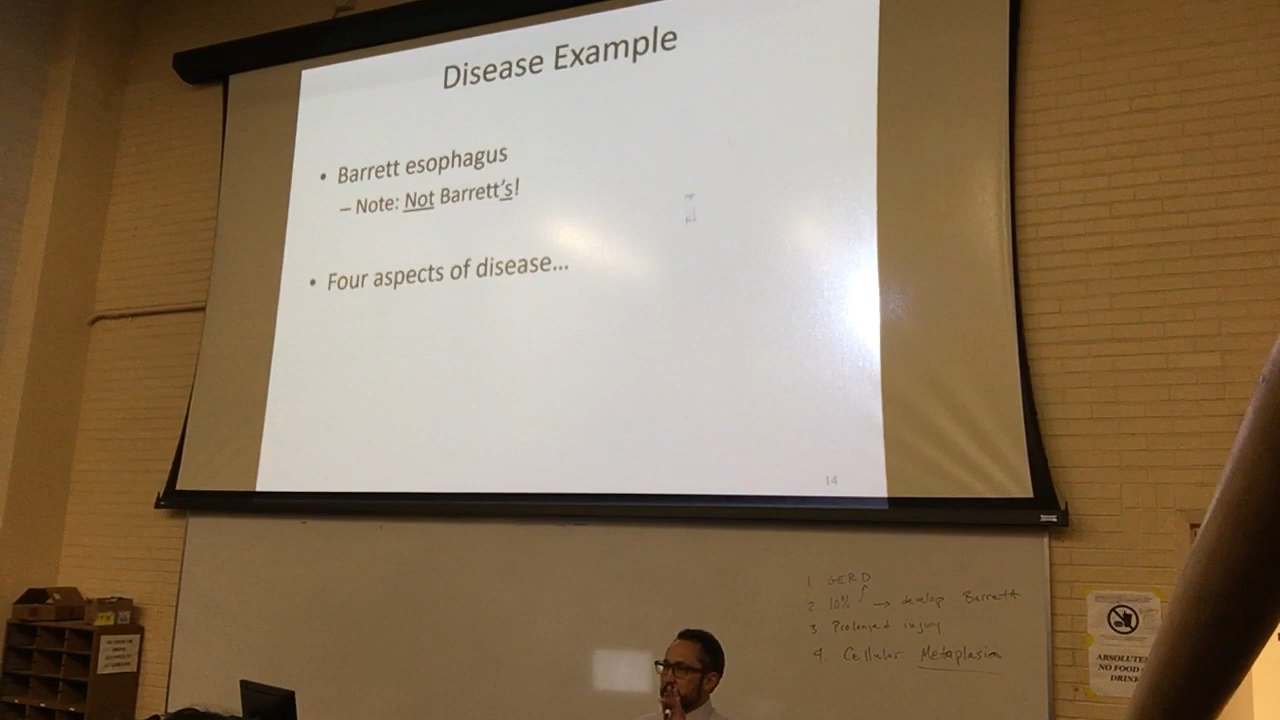 Disease Example
• Barrett esophagus
– Note: Not Barrett's!
• Four aspects of disease...
14
1 GERD
2 10% → develop Barrett
3 Prolonged injury
4 Cellular Metaplasia
ABSOLUTE
NO FOOD
DRINK